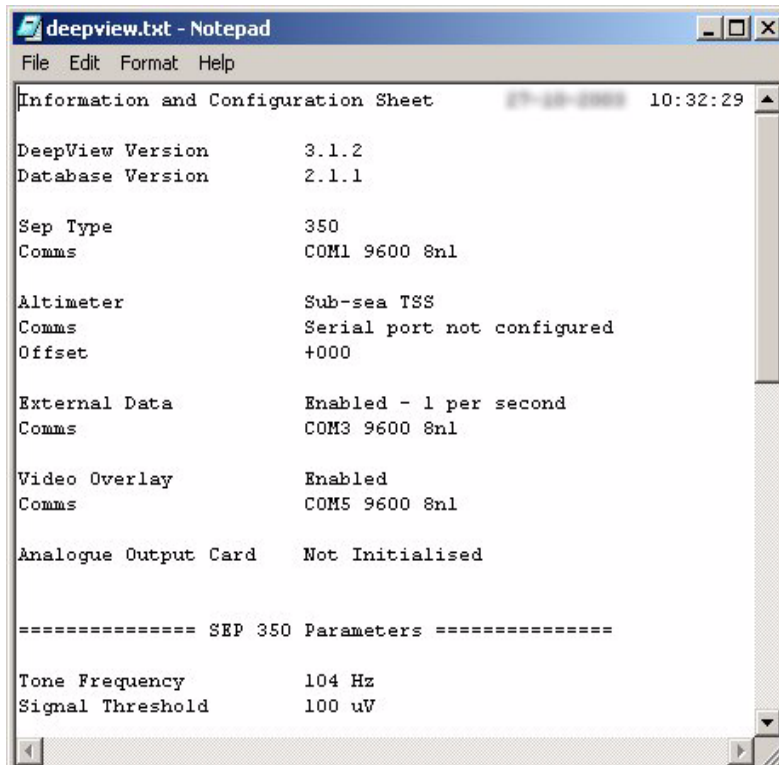 deepview.txt - Notepad
File Edit Format Help
Information and Configuration Sheet 10:32:29
DeepView Version 3.1.2
Database Version 2.1.1
Sep Type 350
Comms COM1 9600 8n1
Altimeter Sub-sea TSS
Comms Serial port not configured
Offset +000
External Data Enabled - 1 per second
Comms COM3 9600 8n1
Video Overlay Enabled
Comms COM5 9600 8n1
Analogue Output Card Not Initialised
=============== SEP 350 Parameters ===============
Tone Frequency 104 Hz
Signal Threshold 100 uV